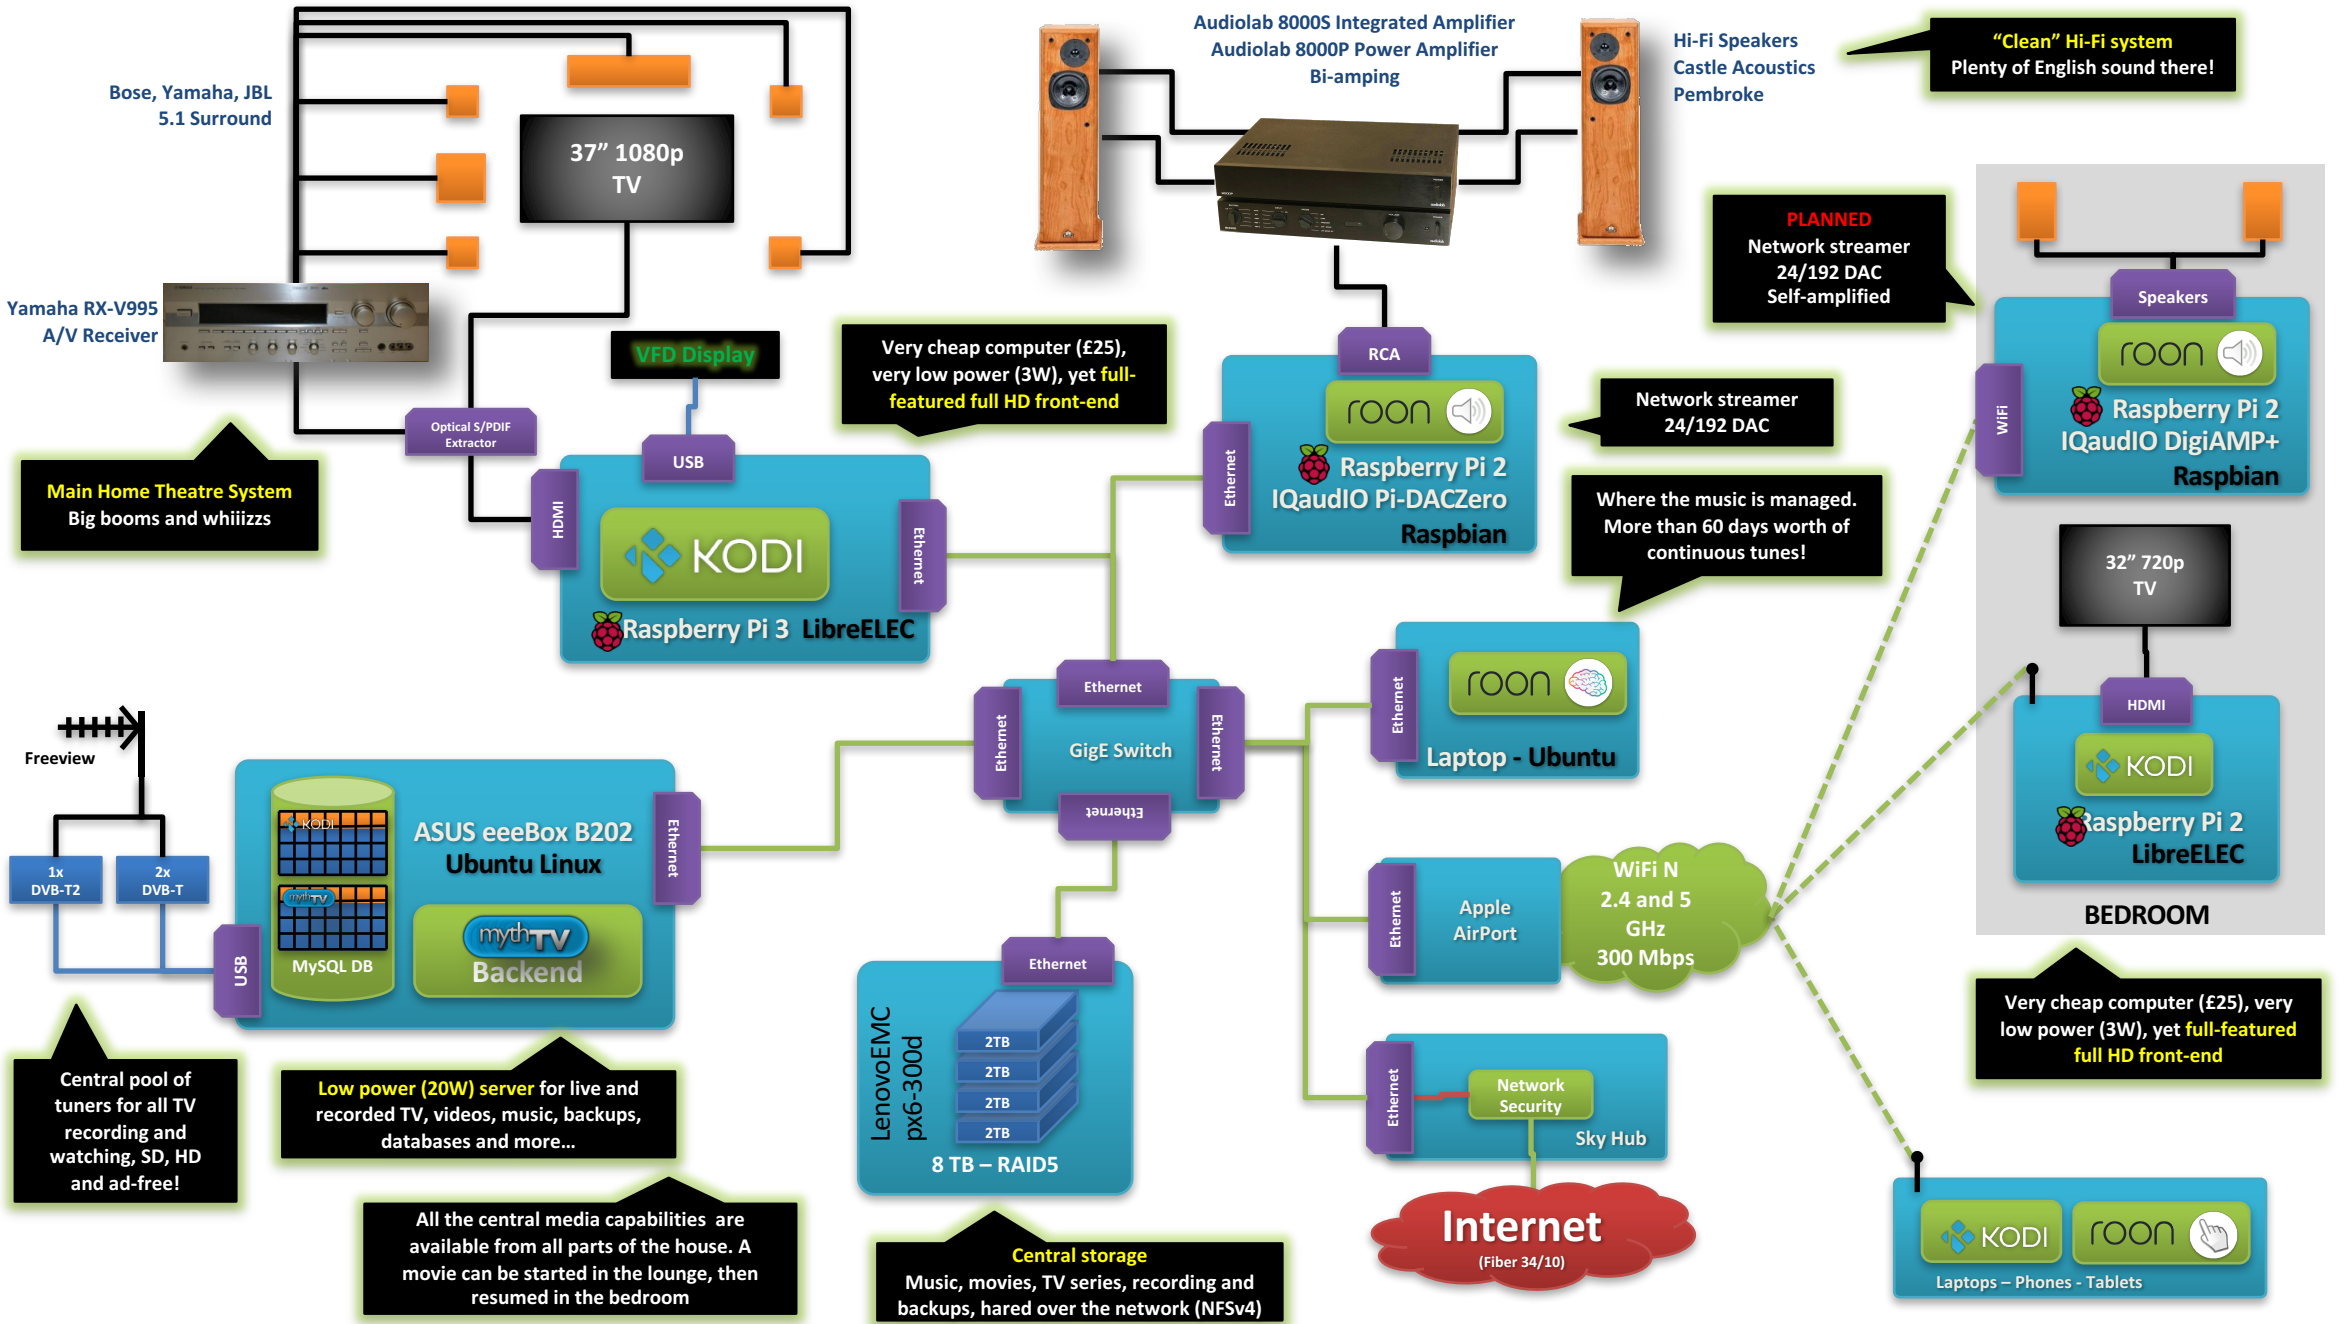 Bose, Yamaha, JBL
5.1 Surround
37” 1080p
TV
Yamaha RX-V995
A/V Receiver
Main Home Theatre System
Big booms and whiiizzs
Optical S/PDIF
Extractor
VFD Display
USB
HDMI
KODI
Ethernet
Raspberry Pi 3 LibreELEC
Very cheap computer (£25),
very low power (3W), yet full-
featured full HD front-end
Audiolab 8000S Integrated Amplifier
Audiolab 8000P Power Amplifier
Bi-amping
Hi-Fi Speakers
Castle Acoustics
Pembroke
“Clean” Hi-Fi system
Plenty of English sound there!
RCA
roon
Ethernet
Raspberry Pi 2
IQaudIO Pi-DACZero
Raspbian
Network streamer
24/192 DAC
Where the music is managed.
More than 60 days worth of
continuous tunes!
PLANNED
Network streamer
24/192 DAC
Self-amplified
Speakers
roon
WiFi
Raspberry Pi 2
IQaudIO DigiAMP+
Raspbian
32” 720p
TV
HDMI
KODI
Raspberry Pi 2
LibreELEC
BEDROOM
Very cheap computer (£25), very
low power (3W), yet full-featured
full HD front-end
Freeview
1x
DVB-T2
2x
DVB-T
USB
KODI
mythTV
MySQL DB
ASUS eeeBox B202
Ubuntu Linux
mythTV
Backend
Ethernet
Central pool of
tuners for all TV
recording and
watching, SD, HD
and ad-free!
Low power (20W) server for live and
recorded TV, videos, music, backups,
databases and more...
All the central media capabilities are
available from all parts of the house. A
movie can be started in the lounge, then
resumed in the bedroom
Ethernet
Ethernet
GigE Switch
Ethernet
Ethernet
Ethernet
LenovoEMC
px6-300d
2TB
2TB
2TB
2TB
8 TB – RAID5
Central storage
Music, movies, TV series, recording and
backups, hared over the network (NFSv4)
Ethernet
roon
Laptop - Ubuntu
Ethernet
Apple
AirPort
WiFi N
2.4 and 5
GHz
300 Mbps
Ethernet
Network
Security
Sky Hub
Internet
(Fiber 34/10)
KODI
roon
Laptops – Phones - Tablets